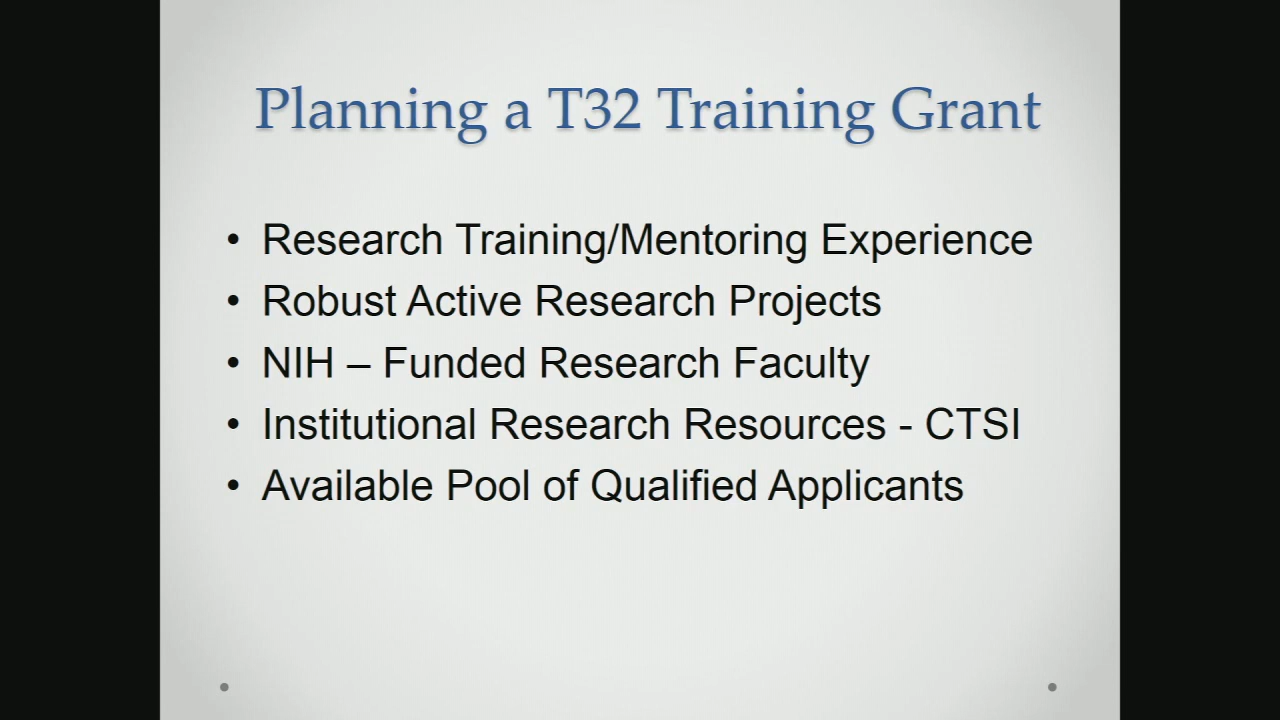 Planning a T32 Training Grant
• Research Training/Mentoring Experience
• Robust Active Research Projects
• NIH – Funded Research Faculty
• Institutional Research Resources - CTSI
• Available Pool of Qualified Applicants